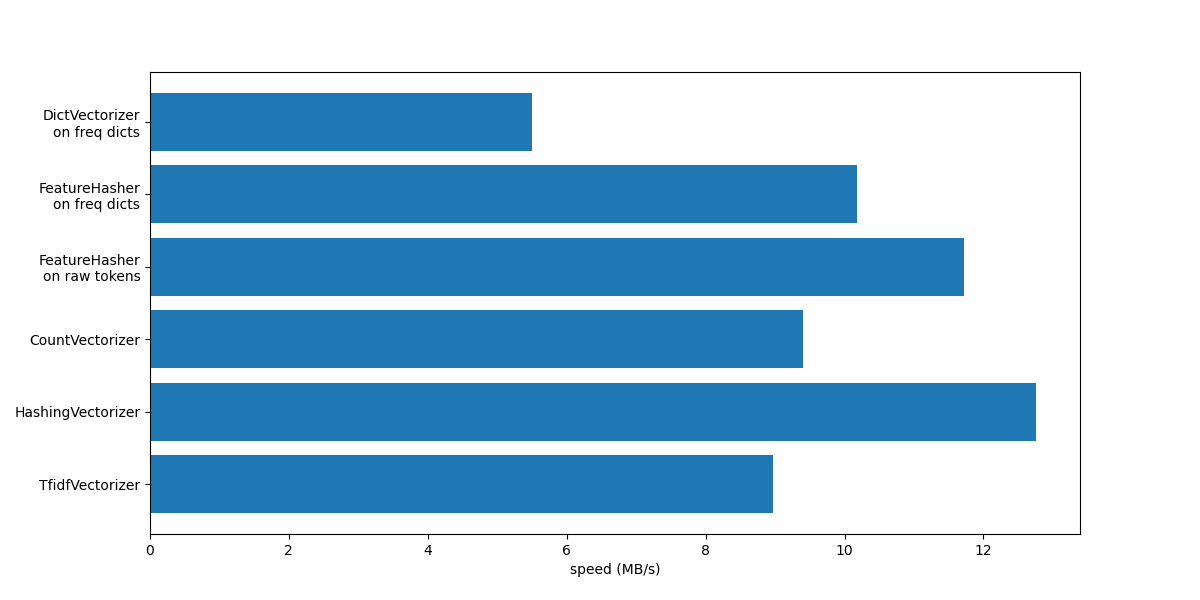 DictVectorizer
on freq dicts
FeatureHasher
on freq dicts
FeatureHasher
on raw tokens
CountVectorizer
HashingVectorizer
TfidfVectorizer
0 2 4 6 8 10 12
speed (MB/s)